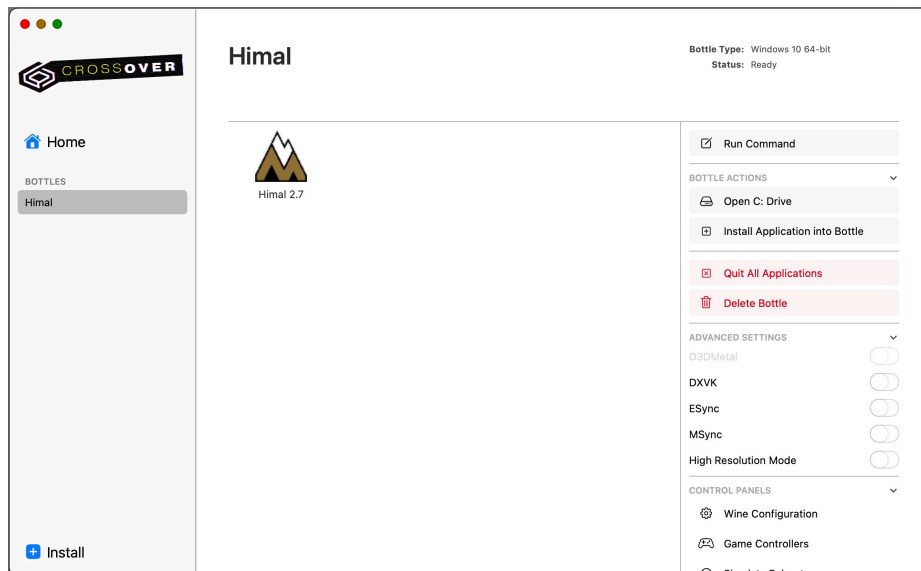 CROSSOVER
Home
BOTTLES
Himal
Install
Himal
Bottle Type: Windows 10 64-bit
Status: Ready
Himal 2.7
Run Command
BOTTLE ACTIONS
Open C: Drive
Install Application into Bottle
Quit All Applications
Delete Bottle
ADVANCED SETTINGS
D3DMetal
DXVK
ESync
MSync
High Resolution Mode
CONTROL PANELS
Wine Configuration
Game Controllers